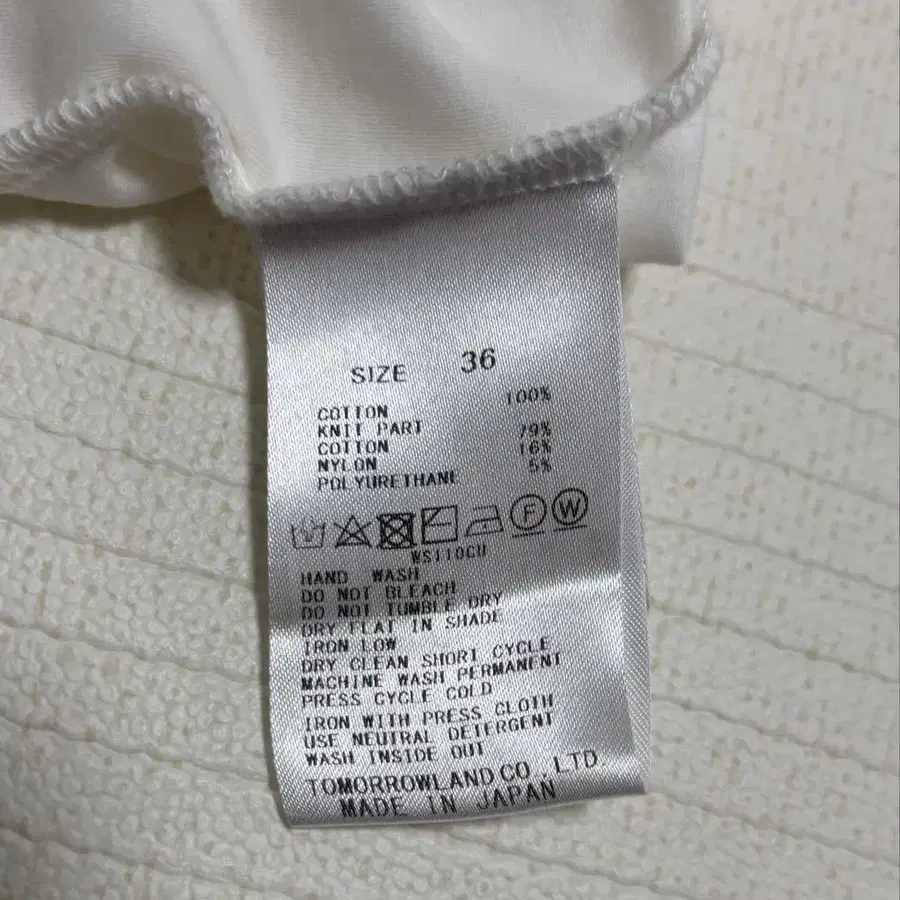 SIZE 36
COTTON 100%
KNIT PART
COTTON 79%
NYLON 16%
POLYURETHANE 5%
F W
WS110CU
HAND WASH
DO NOT BLEACH
DO NOT TUMBLE DRY
DRY FLAT IN SHADE
IRON LOW
DRY CLEAN SHORT CYCLE
MACHINE WASH PERMANENT
PRESS CYCLE COLD
IRON WITH PRESS CLOTH
USE NEUTRAL DETERGENT
WASH INSIDE OUT
TOMORROWLAND CO.,LTD.
MADE IN JAPAN